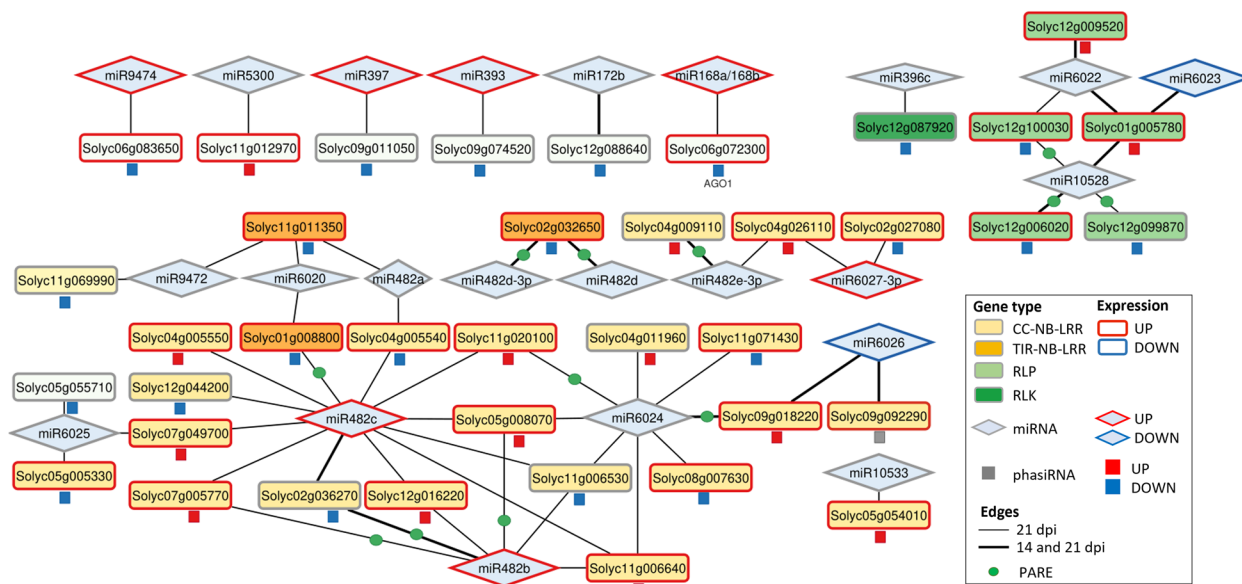 Solyc12g009520
miR9474
miR5300
miR397
miR393
miR172b
miR168a/168b
miR396c
miR6022
miR6023
Solyc06g083650
Solyc11g012970
Solyc09g011050
Solyc09g074520
Solyc12g088640
Solyc06g072300
AGO1
Solyc12g087920
Solyc12g100030
Solyc01g005780
miR10528
Solyc12g006020
Solyc12g099870
Solyc11g011350
Solyc02g032650
Solyc04g009110
Solyc04g026110
Solyc02g027080
Solyc11g069990
miR9472
miR6020
miR482a
miR482d-3p
miR482d
miR482e-3p
miR6027-3p
Solyc04g005550
Solyc01g008800
Solyc04g005540
Solyc11g020100
Solyc04g011960
Solyc11g071430
miR6026
Solyc05g055710
Solyc12g044200
miR6025
Solyc07g049700
miR482c
Solyc05g008070
miR6024
Solyc09g018220
Solyc09g092290
Solyc05g005330
Solyc07g005770
Solyc02g036270
Solyc12g016220
Solyc11g006530
Solyc08g007630
miR10533
Solyc05g054010
miR482b
Solyc11g006640
Gene type
CC-NB-LRR
TIR-NB-LRR
RLP
RLK
miRNA
phasiRNA
Expression
UP
DOWN
UP
DOWN
UP
DOWN
Edges
21 dpi
14 and 21 dpi
PARE